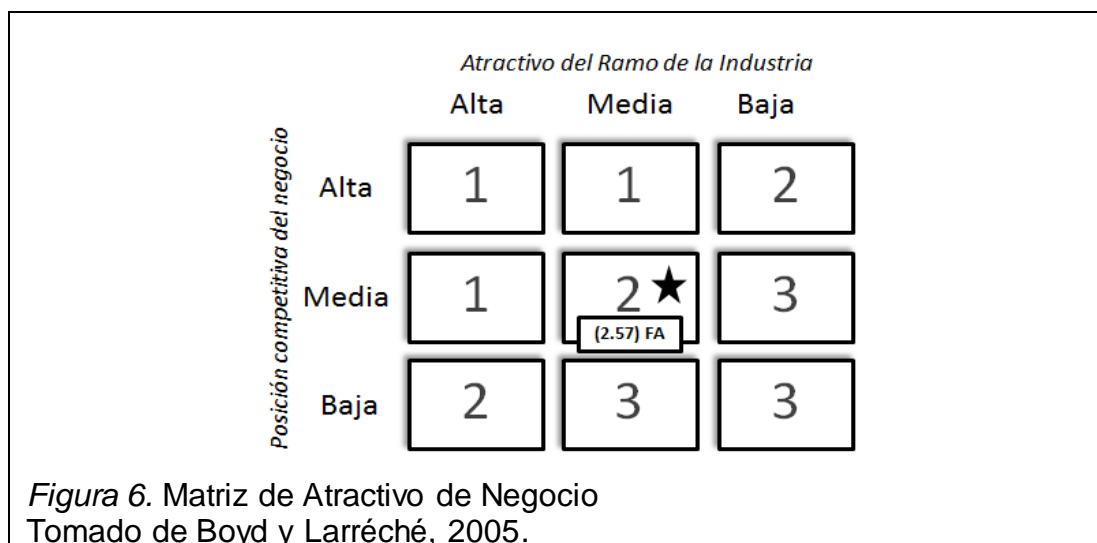 Atractivo del Ramo de la Industria
Alta Media Baja
Posición competitiva del negocio
Alta 1 1 2
Media 1 2 3
(2.57) FA
Baja 2 3 3
Figura 6. Matriz de Atractivo de Negocio
Tomado de Boyd y Larréché, 2005.